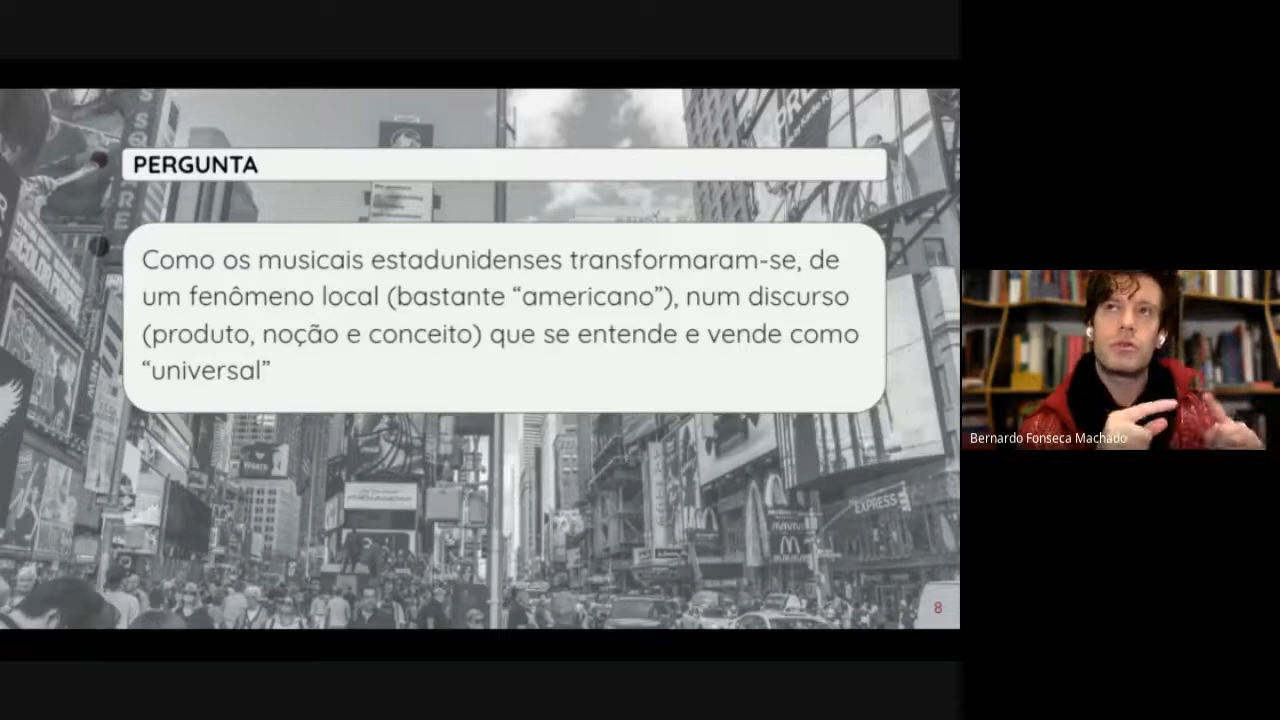 PERGUNTA
Como os musicais estadunidenses transformaram-se, de
um fenômeno local (bastante “americano”), num discurso
(produto, noção e conceito) que se entende e vende como
“universal”
EXPRESS
8
Bernardo Fonseca Machado